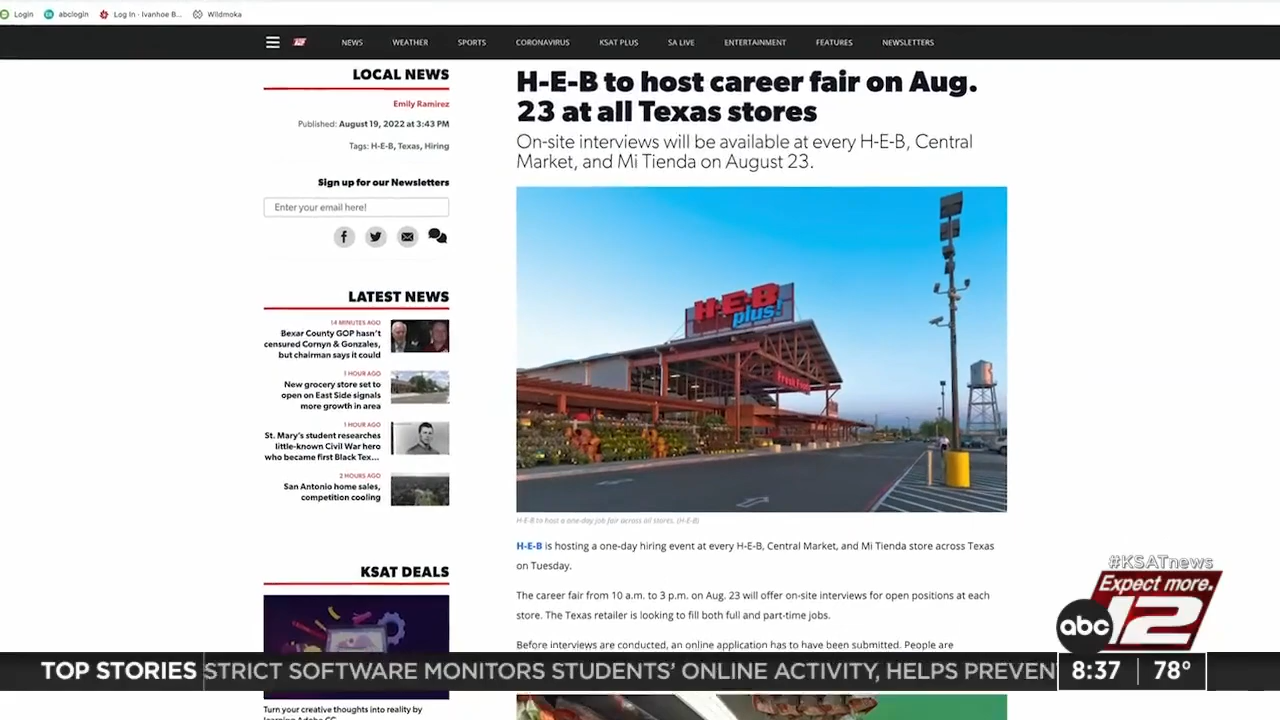 Login
abclogin
Log In · Ivanhoe B...
Wildmoka
NEWS
WEATHER
SPORTS
CORONAVIRUS
KSAT PLUS
SA LIVE
ENTERTAINMENT
FEATURES
NEWSLETTERS
LOCAL NEWS
Emily Ramirez
Published: August 19, 2022 at 3:43 PM
Tags: H-E-B, Texas, Hiring
Sign up for our Newsletters
Enter your email here!
LATEST NEWS
14 MINUTES AGO
Bexar County GOP hasn't
censured Cornyn & Gonzales,
but chairman says it could
1 HOUR AGO
New grocery store set to
open on East Side signals
more growth in area
1 HOUR AGO
St. Mary's student researches
little-known Civil War hero
who became first Black Tex...
2 HOURS AGO
San Antonio home sales,
competition cooling
KSAT DEALS
Turn your creative thoughts into reality by
H-E-B to host career fair on Aug.
23 at all Texas stores
On-site interviews will be available at every H-E-B, Central
Market, and Mi Tienda on August 23.
H-E-B
plus!
Fresh Food
H-E-B to host a one-day job fair across all stores. (H-E-B)
H-E-B is hosting a one-day hiring event at every H-E-B, Central Market, and Mi Tienda store across Texas
on Tuesday.
The career fair from 10 a.m. to 3 p.m. on Aug. 23 will offer on-site interviews for open positions at each
store. The Texas retailer is looking to fill both full and part-time jobs.
Before interviews are conducted, an online application has to have been submitted. People are
#KSATnews
Expect more.
abc
12
TOP STORIES
STRICT SOFTWARE MONITORS STUDENTS' ONLINE ACTIVITY, HELPS PREVEN
8:37
78°